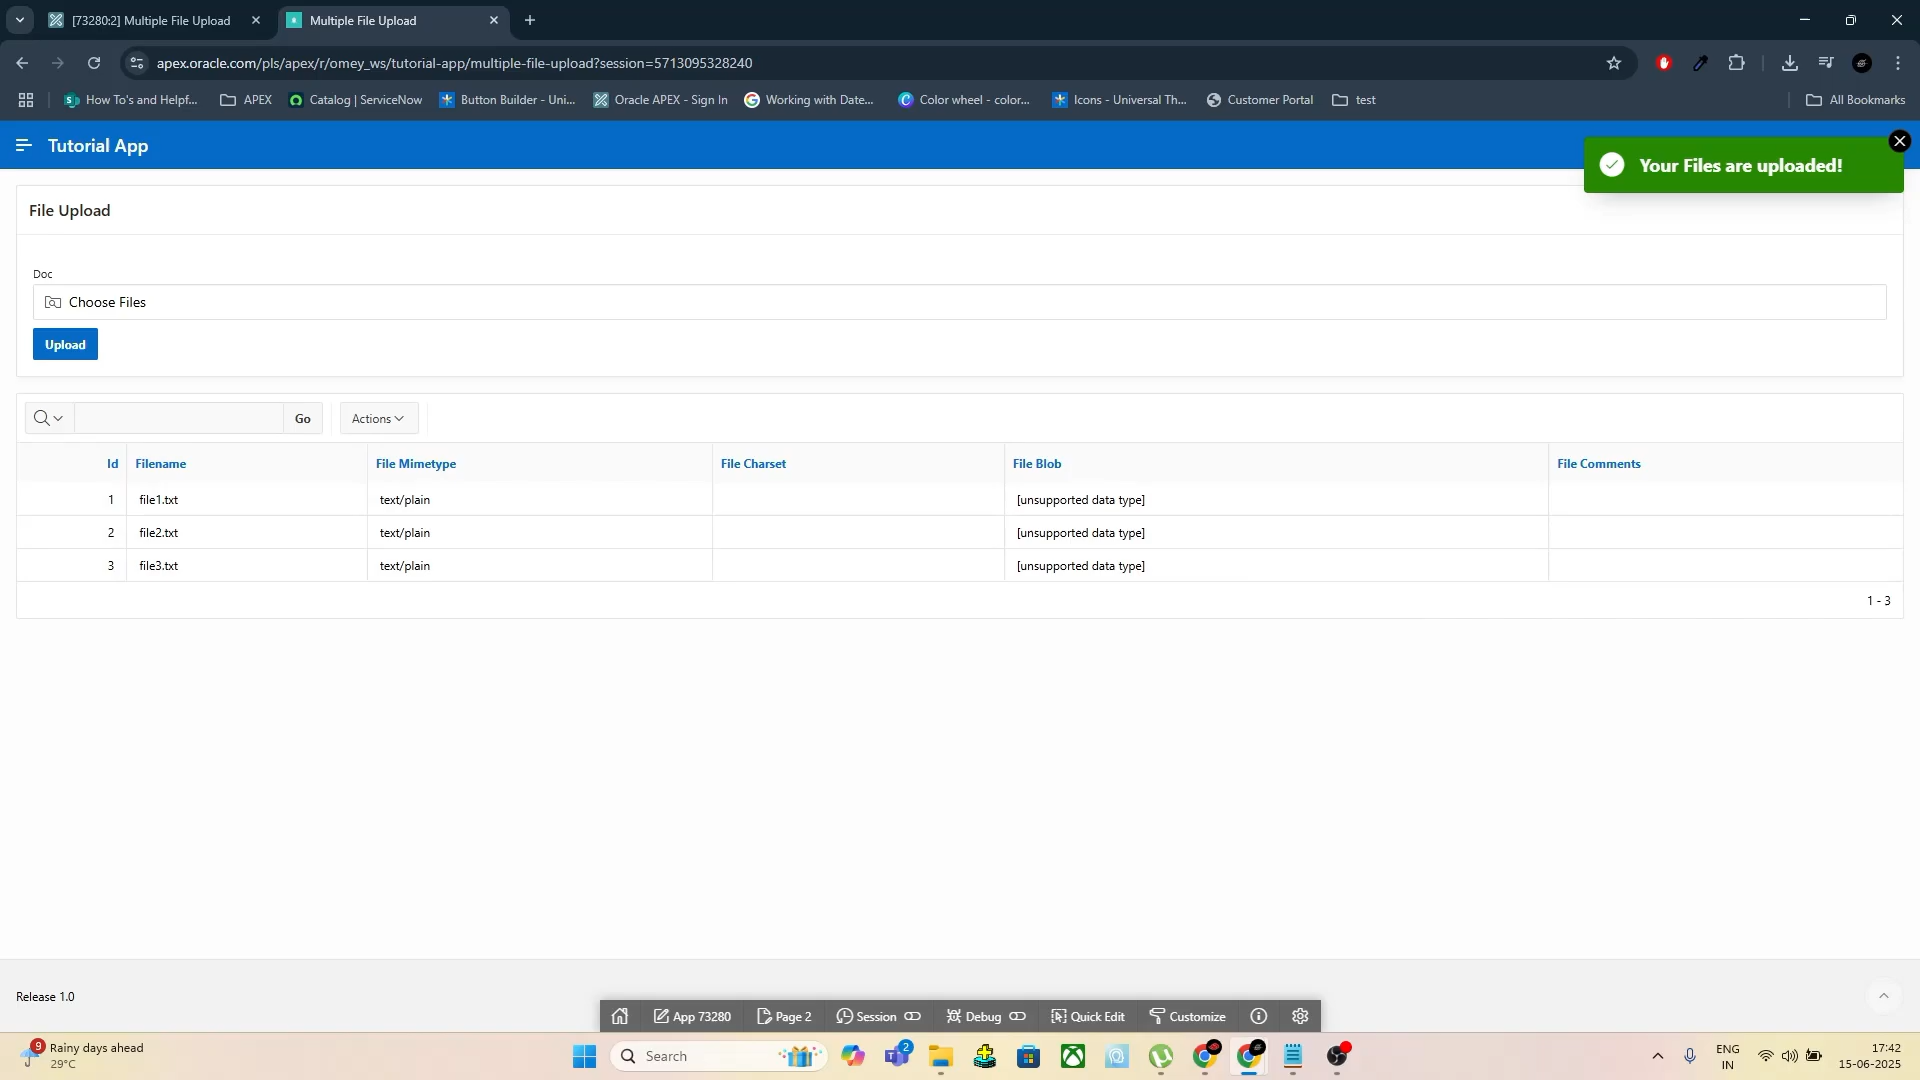 [73280:2] Multiple File Upload
Multiple File Upload
apex.oracle.com/pls/apex/r/omey_ws/tutorial-app/multiple-file-upload?session=5713095328240
How To's and Helpf...
APEX
Catalog | ServiceNow
Button Builder - Uni...
Oracle APEX - Sign In
Working with Date...
Color wheel - color...
Icons - Universal Th...
Customer Portal
test
All Bookmarks
Tutorial App
Your Files are uploaded!
File Upload
Doc
Choose Files
Upload
Go
Actions
Id Filename File Mimetype File Charset File Blob File Comments
1 file1.txt text/plain [unsupported data type]
2 file2.txt text/plain [unsupported data type]
3 file3.txt text/plain [unsupported data type]
1 - 3
Release 1.0
App 73280
Page 2
Session
Debug
Quick Edit
Customize
9
Rainy days ahead
29°C
Search
2
ENG
IN
17:42
15-06-2025